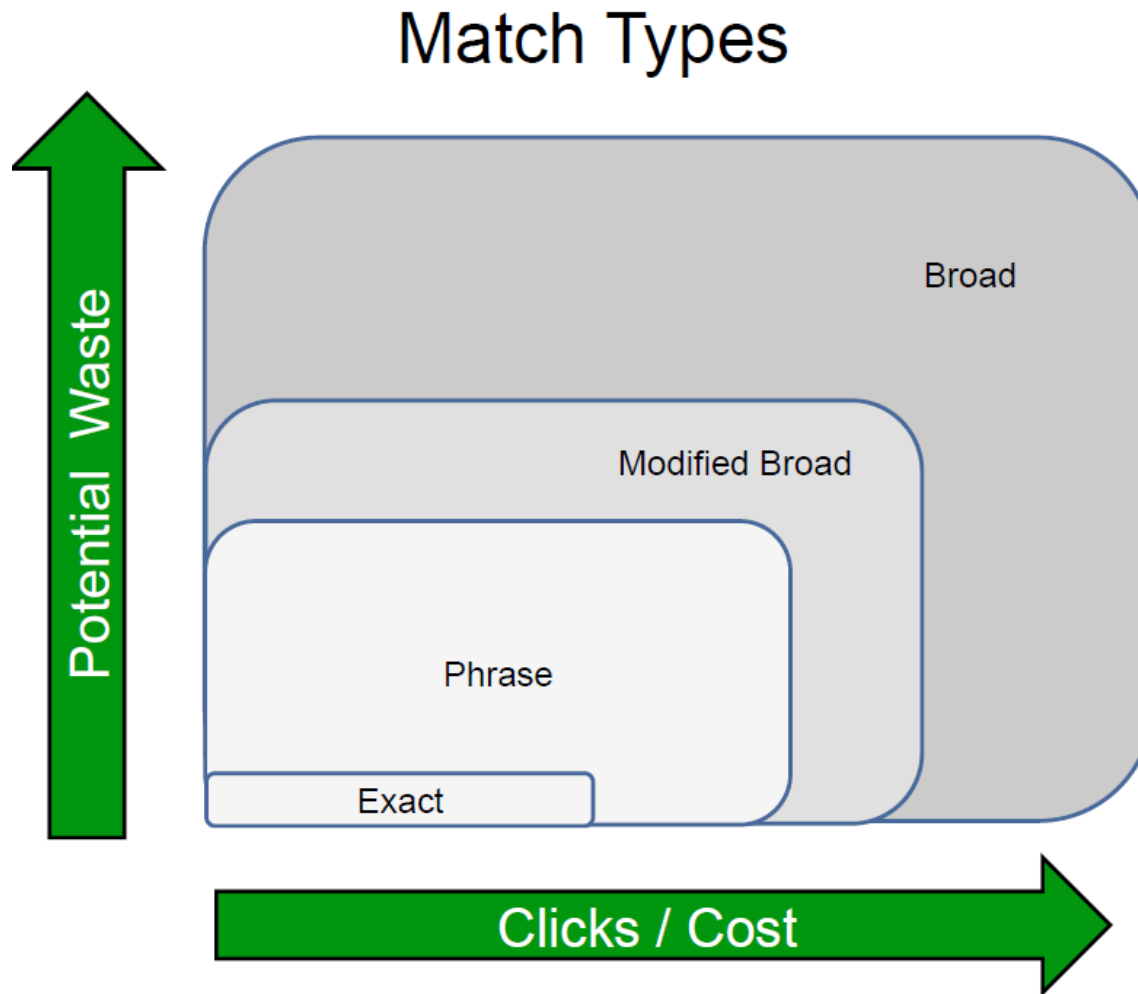 Match Types
Potential Waste
Broad
Modified Broad
Phrase
Exact
Clicks / Cost